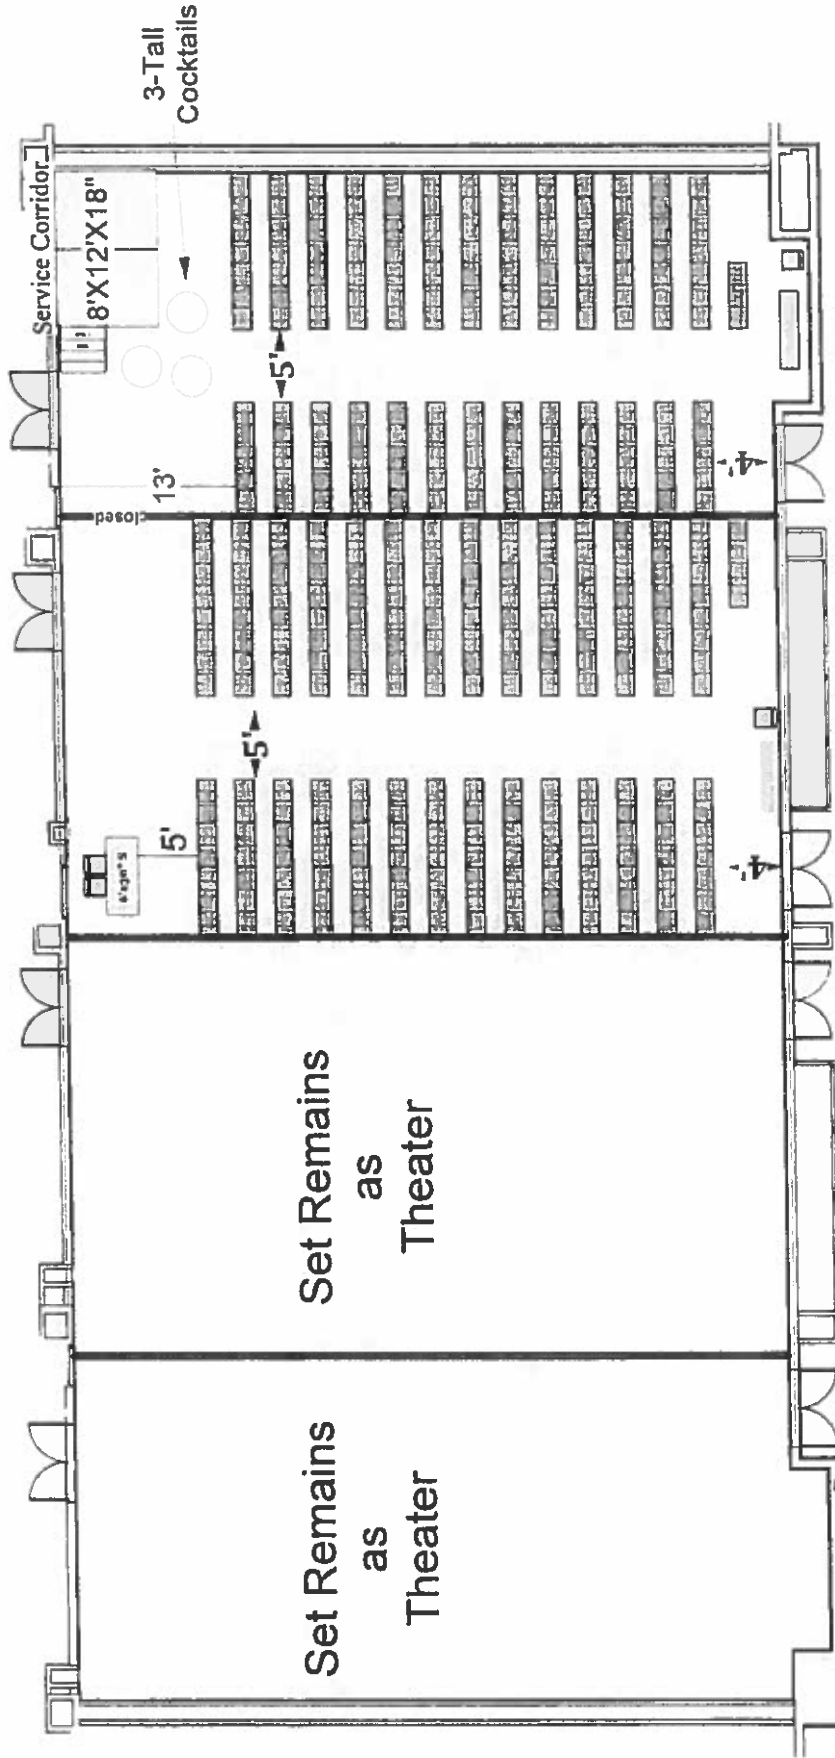 3-Tall
Cocktails
Service Corridor
8'X12'X18"
5'
13'
closed
4'
5'
5'
4'
Set Remains
as
Theater
Set Remains
as
Theater